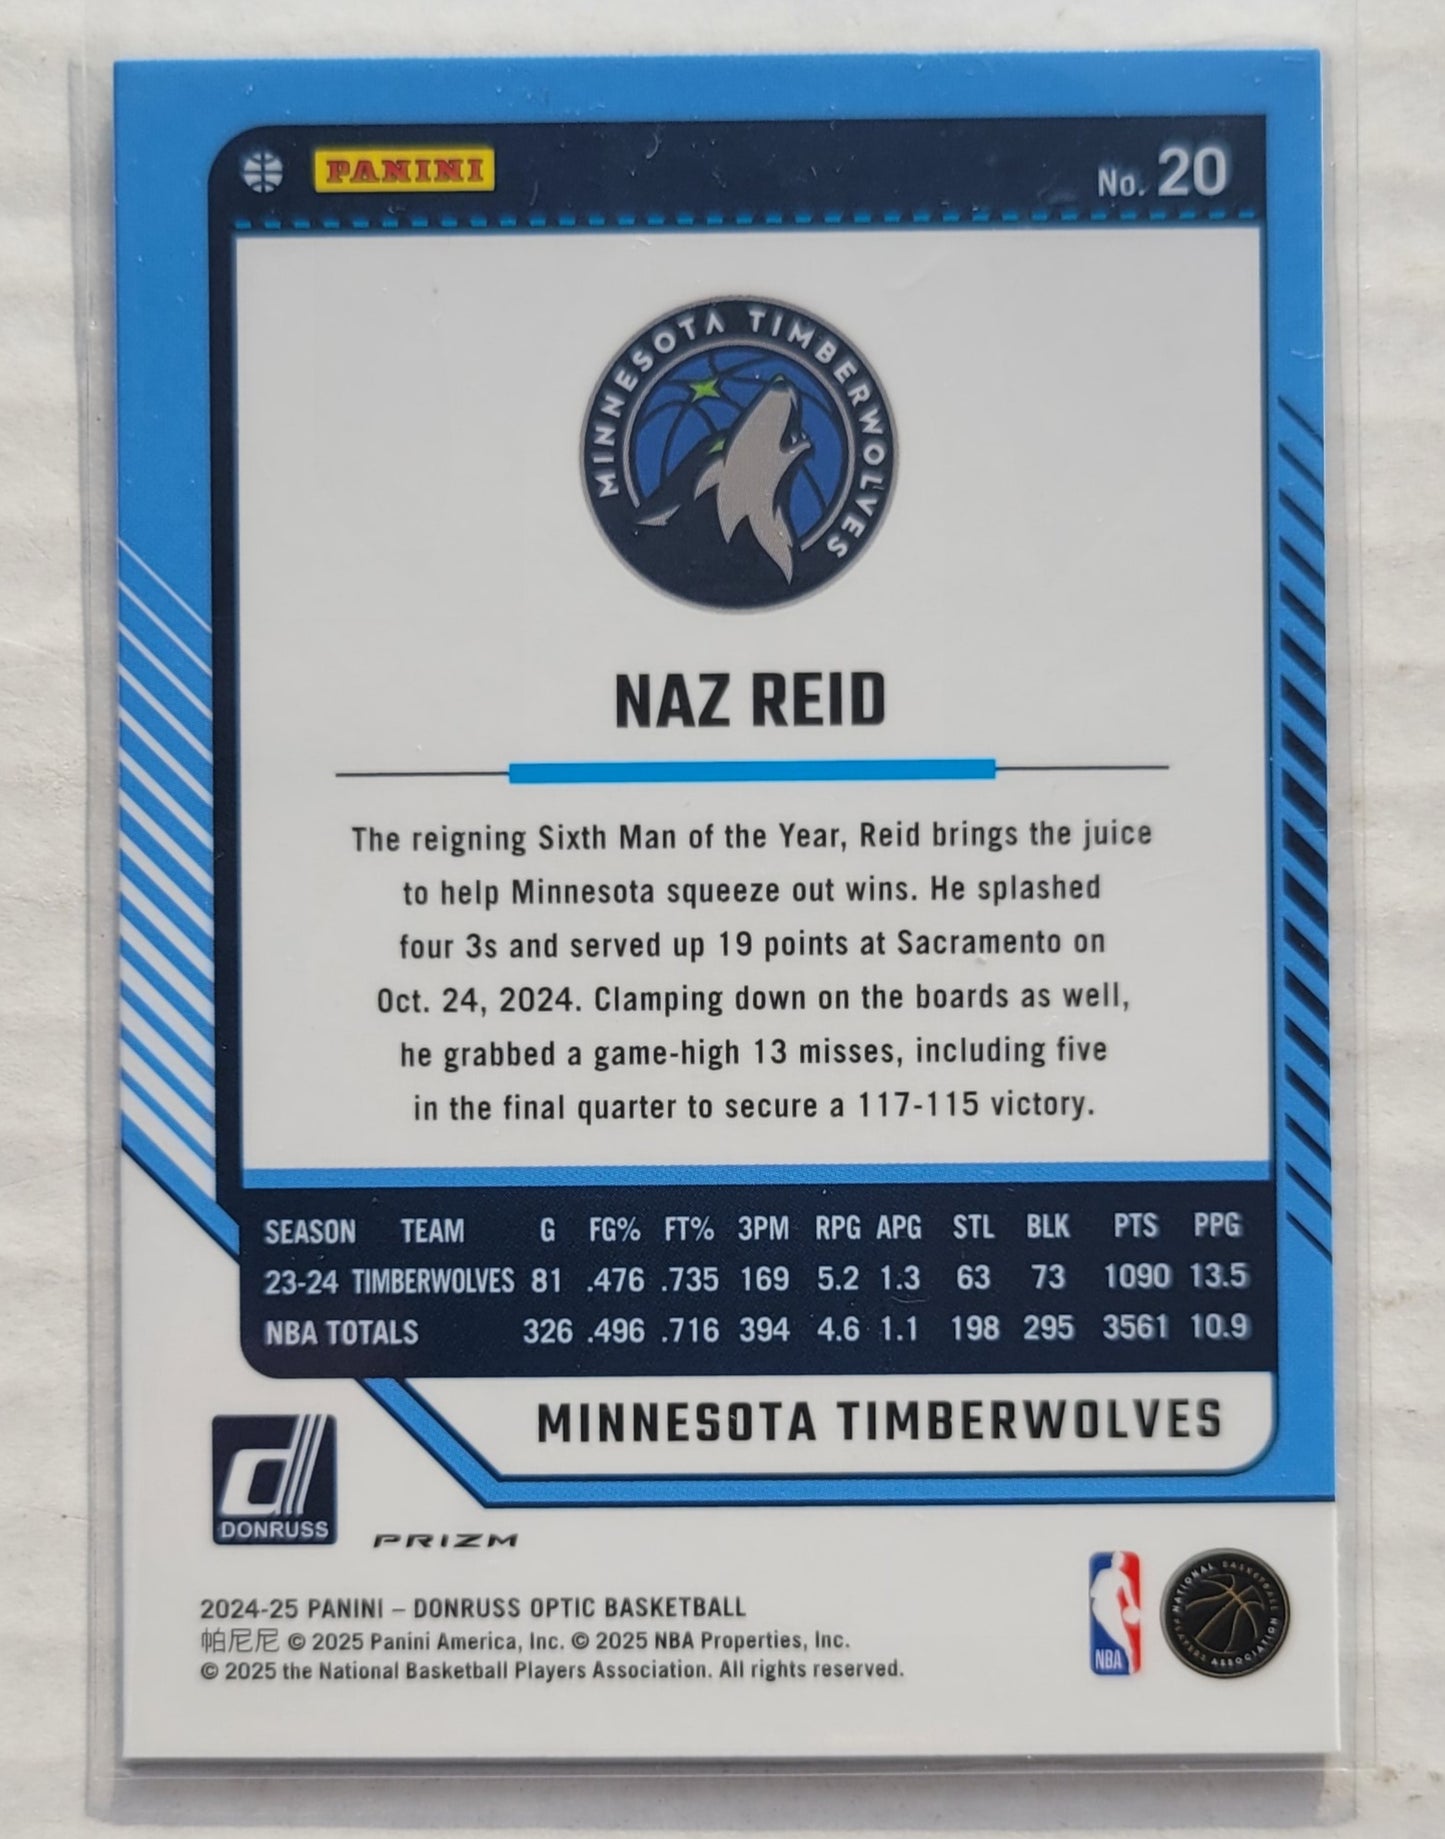 PANINI
No. 20
MINNESOTA TIMBERWOLVES
NAZ REID
The reigning Sixth Man of the Year, Reid brings the juice
to help Minnesota squeeze out wins. He splashed
four 3s and served up 19 points at Sacramento on
Oct. 24, 2024. Clamping down on the boards as well,
he grabbed a game-high 13 misses, including five
in the final quarter to secure a 117-115 victory.
SEASON TEAM G FG% FT% 3PM RPG APG STL BLK PTS PPG
23-24 TIMBERWOLVES 81 .476 .735 169 5.2 1.3 63 73 1090 13.5
NBA TOTALS 326 .496 .716 394 4.6 1.1 198 295 3561 10.9
MINNESOTA TIMBERWOLVES
d
DONRUSS
PRIZM
2024-25 PANINI – DONRUSS OPTIC BASKETBALL
帕尼尼 © 2025 Panini America, Inc. © 2025 NBA Properties, Inc.
© 2025 the National Basketball Players Association. All rights reserved.
NBA
NATIONAL BASKETBALL
PLAYERS ASSOCIATION